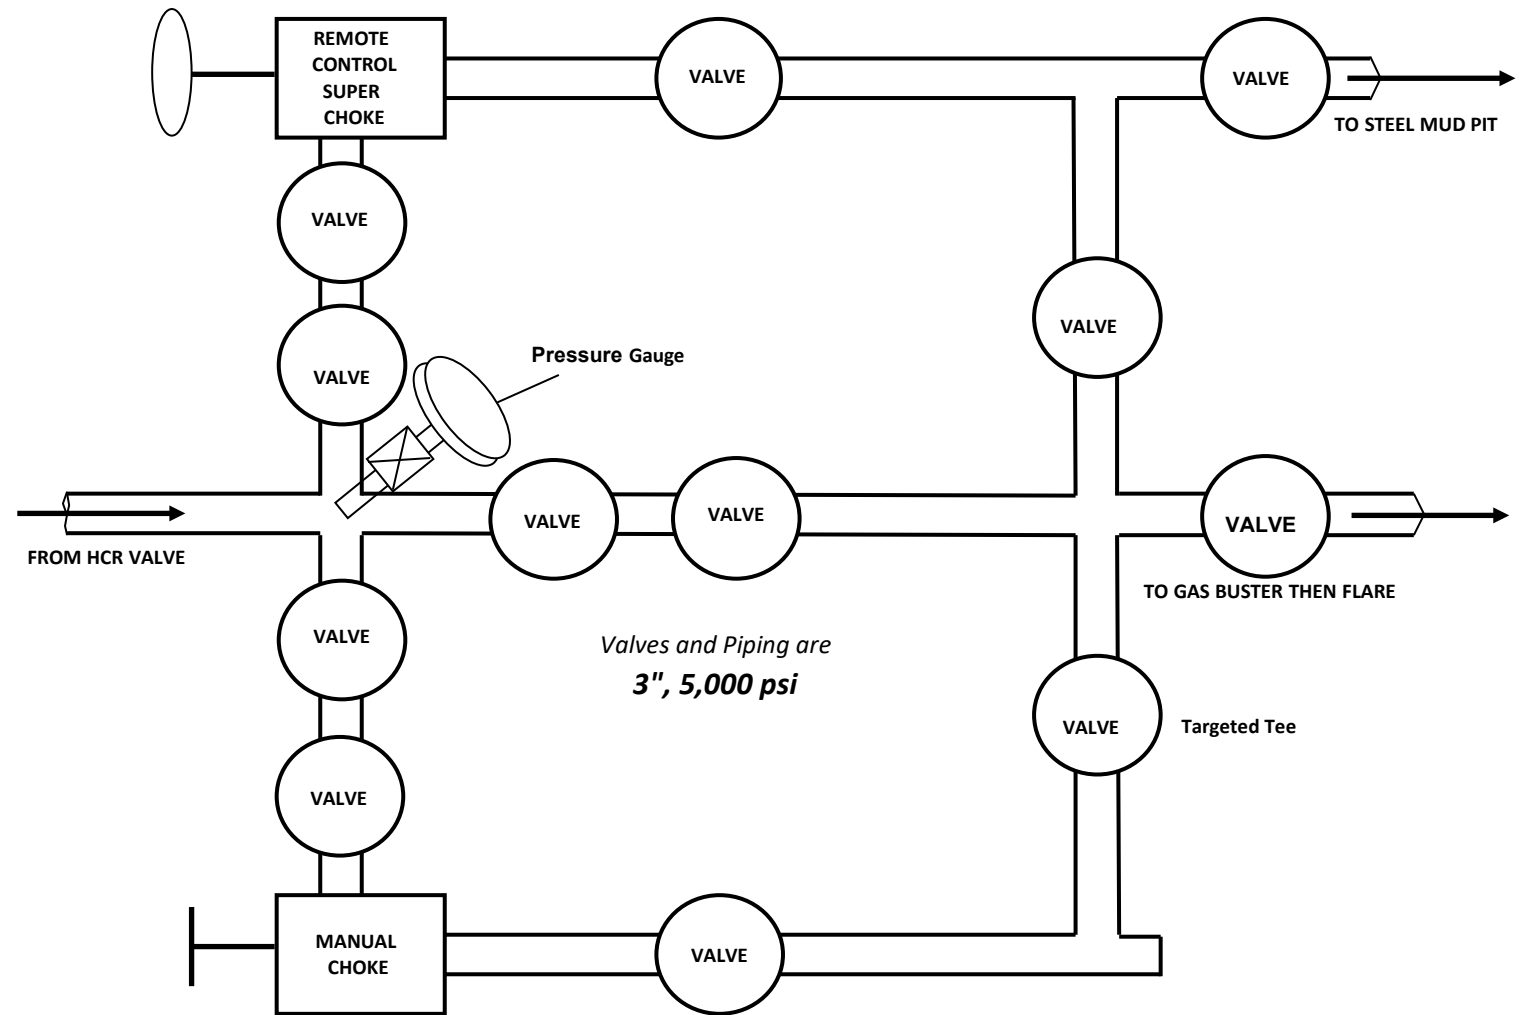 REMOTE
CONTROL
SUPER
CHOKE
VALVE
VALVE
TO STEEL MUD PIT
VALVE
VALVE
VALVE
Pressure Gauge
VALVE
VALVE
VALVE
FROM HCR VALVE
TO GAS BUSTER THEN FLARE
VALVE
Valves and Piping are
3", 5,000 psi
VALVE
Targeted Tee
VALVE
MANUAL
CHOKE
VALVE